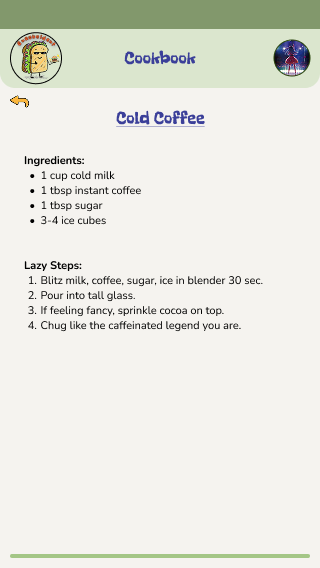 Cookbook
Cold Coffee
Ingredients:
• 1 cup cold milk
• 1 tbsp instant coffee
• 1 tbsp sugar
• 3-4 ice cubes
Lazy Steps:
1. Blitz milk, coffee, sugar, ice in blender 30 sec.
2. Pour into tall glass.
3. If feeling fancy, sprinkle cocoa on top.
4. Chug like the caffeinated legend you are.